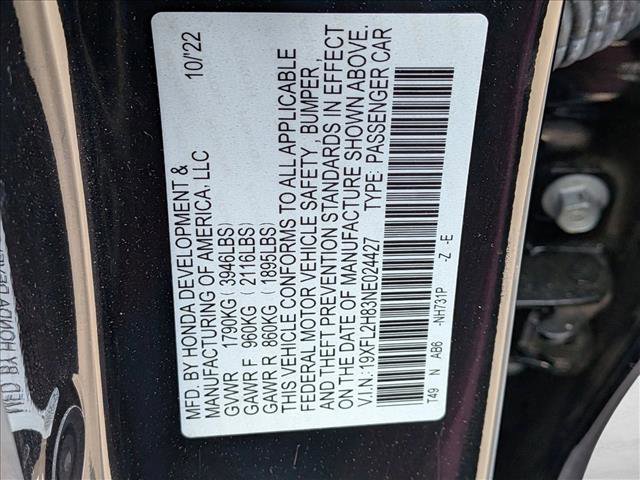 MFD. BY HONDA DEVELOPMENT & 10/'22
MANUFACTURING OF AMERICA, LLC
GVWR 1790KG ( 3946LBS)
GAWR F 960KG ( 2116LBS)
GAWR R 860KG ( 1895LBS)
THIS VEHICLE CONFORMS TO ALL APPLICABLE
FEDERAL MOTOR VEHICLE SAFETY , BUMPER ,
AND THEFT PREVENTION STANDARDS IN EFFECT
ON THE DATE OF MANUFACTURE SHOWN ABOVE.
V.I.N.: 19XFL2H83NE024427 TYPE: PASSENGER CAR
T49 N AB6 -NH731P -Z -E